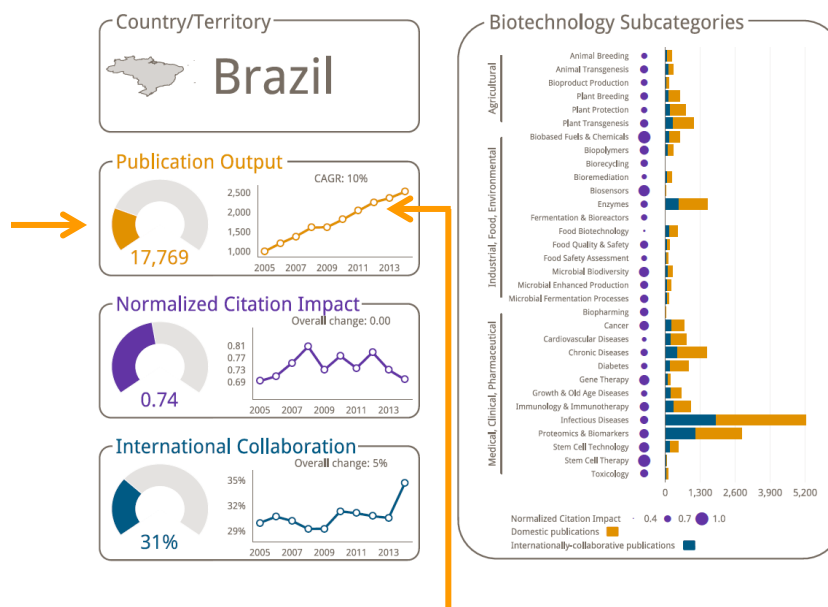 Country/Territory
Brazil
Publication Output
CAGR: 10%
2,500
2,000
1,500
1,000
2005 2007 2009 2011 2013
17,769
Normalized Citation Impact
Overall change: 0.00
0.81
0.77
0.73
0.69
2005 2007 2009 2011 2013
0.74
International Collaboration
Overall change: 5%
35%
32%
29%
2005 2007 2009 2011 2013
31%
Biotechnology Subcategories
Agricultural
Animal Breeding
Animal Transgenesis
Bioproduct Production
Plant Breeding
Plant Protection
Plant Transgenesis
Industrial, Food, Environmental
Biobased Fuels & Chemicals
Biopolymers
Biorecycling
Bioremediation
Biosensors
Enzymes
Fermentation & Bioreactors
Food Biotechnology
Food Quality & Safety
Food Safety Assessment
Microbial Biodiversity
Microbial Enhanced Production
Microbial Fermentation Processes
Medical, Clinical, Pharmaceutical
Biopharming
Cancer
Cardiovascular Diseases
Chronic Diseases
Diabetes
Gene Therapy
Growth & Old Age Diseases
Immunology & Immunotherapy
Infectious Diseases
Proteomics & Biomarkers
Stem Cell Technology
Stem Cell Therapy
Toxicology
0 1,300 2,600 3,900 5,200
Normalized Citation Impact 0.4 0.7 1.0
Domestic publications
Internationally-collaborative publications